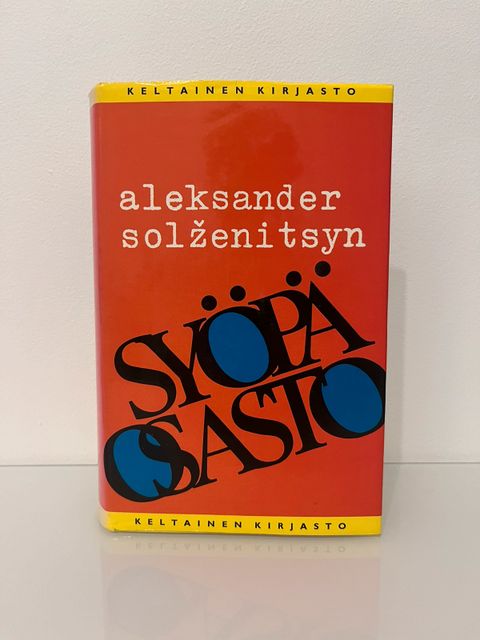 KELTAINEN KIRJASTO
aleksander
solženitsyn
SYÖPÄ
OSASTO
KELTAINEN KIRJASTO